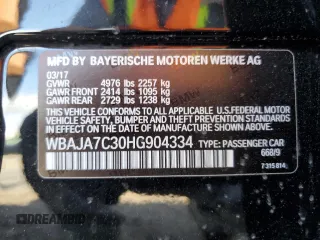 MFD. BY BAYERISCHE MOTOREN WERKE AG
03/17
GVWR 4976 lbs 2257 kg
GAWR FRONT 2414 lbs 1095 kg
GAWR REAR 2729 lbs 1238 kg
THIS VEHICLE CONFORMS TO ALL APPLICABLE
U.S. FEDERAL MOTOR VEHICLE SAFETY,
BUMPER, AND THEFT PREVENTION STANDARDS
IN EFFECT ON THE DATE OF MANUFACTURE
SHOWN ABOVE.
WBAJA7C30HG904334 TYPE: PASSENGER CAR
668/9
7 315 814
DREAMBID